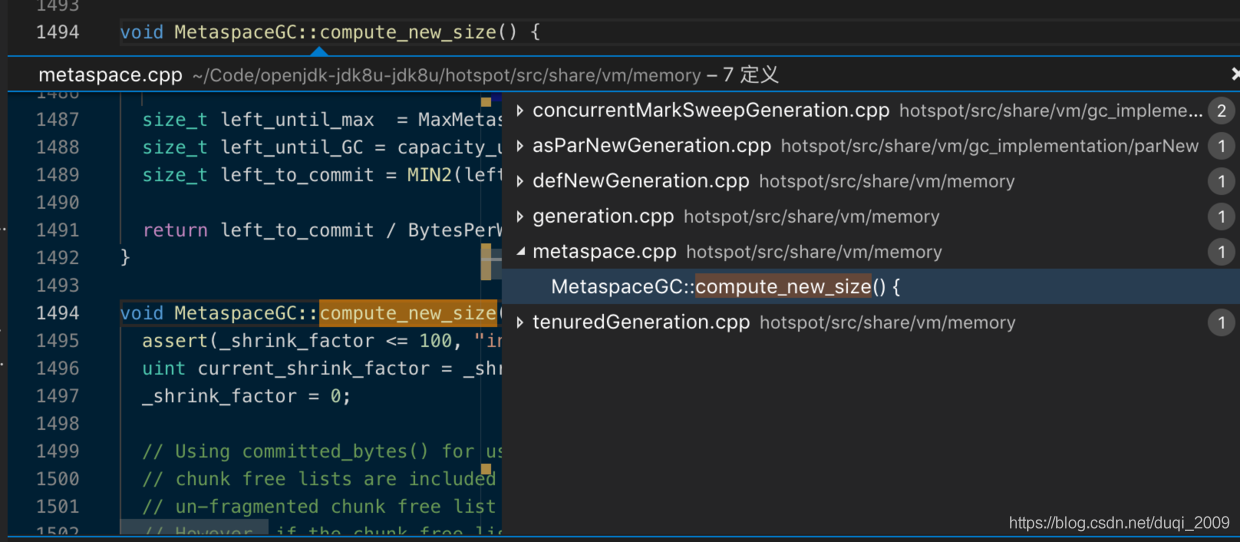 1493
1494 void MetaspaceGC::compute_new_size() {
metaspace.cpp ~/Code/openjdk-jdk8u-jdk8u/hotspot/src/share/vm/memory – 7 定义
1486
1487 size_t left_until_max = MaxMetas
1488 size_t left_until_GC = capacity_u
1489 size_t left_to_commit = MIN2(left
1490
1491 return left_to_commit / BytesPerW
1492 }
1493
1494 void MetaspaceGC::compute_new_size(
1495 assert(_shrink_factor <= 100, "in
1496 uint current_shrink_factor = _shr
1497 _shrink_factor = 0;
1498
1499 // Using committed_bytes() for us
1500 // chunk free lists are included
1501 // un-fragmented chunk free list
1502 // However, if the chunk free lis
concurrentMarkSweepGeneration.cpp hotspot/src/share/vm/gc_impleme... 2
asParNewGeneration.cpp hotspot/src/share/vm/gc_implementation/parNew 1
defNewGeneration.cpp hotspot/src/share/vm/memory 1
generation.cpp hotspot/src/share/vm/memory 1
metaspace.cpp hotspot/src/share/vm/memory 1
MetaspaceGC::compute_new_size() {
tenuredGeneration.cpp hotspot/src/share/vm/memory 1
https://blog.csdn.net/duqi_2009